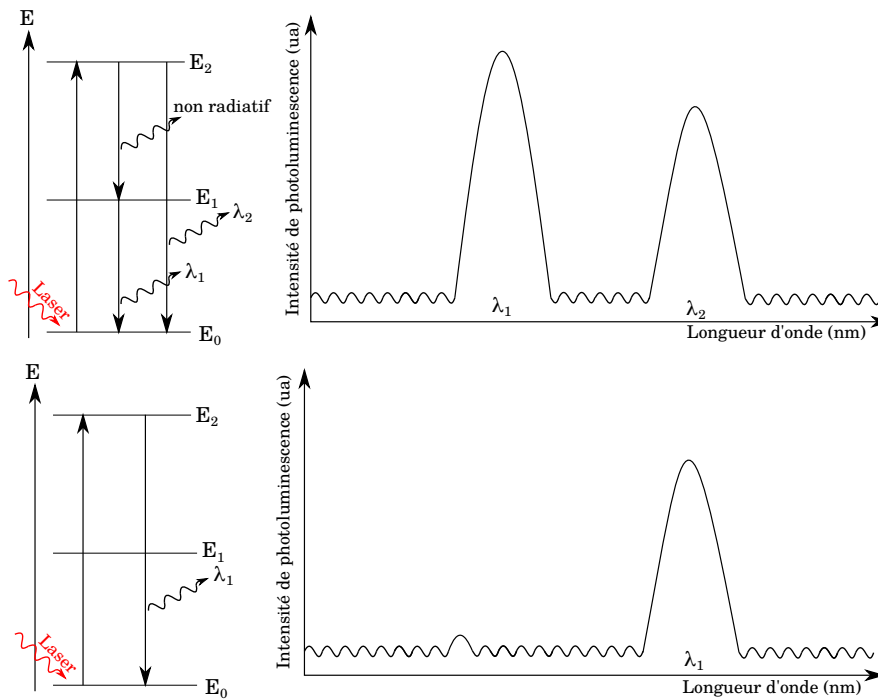 E
E₂
non radiatif
E₁
λ₂
λ₁
Laser
E₀
Intensité de photoluminescence (ua)
λ₁
λ₂
Longueur d'onde (nm)
E
E₂
E₁
λ₁
Laser
E₀
Intensité de photoluminescence (ua)
λ₁
Longueur d'onde (nm)